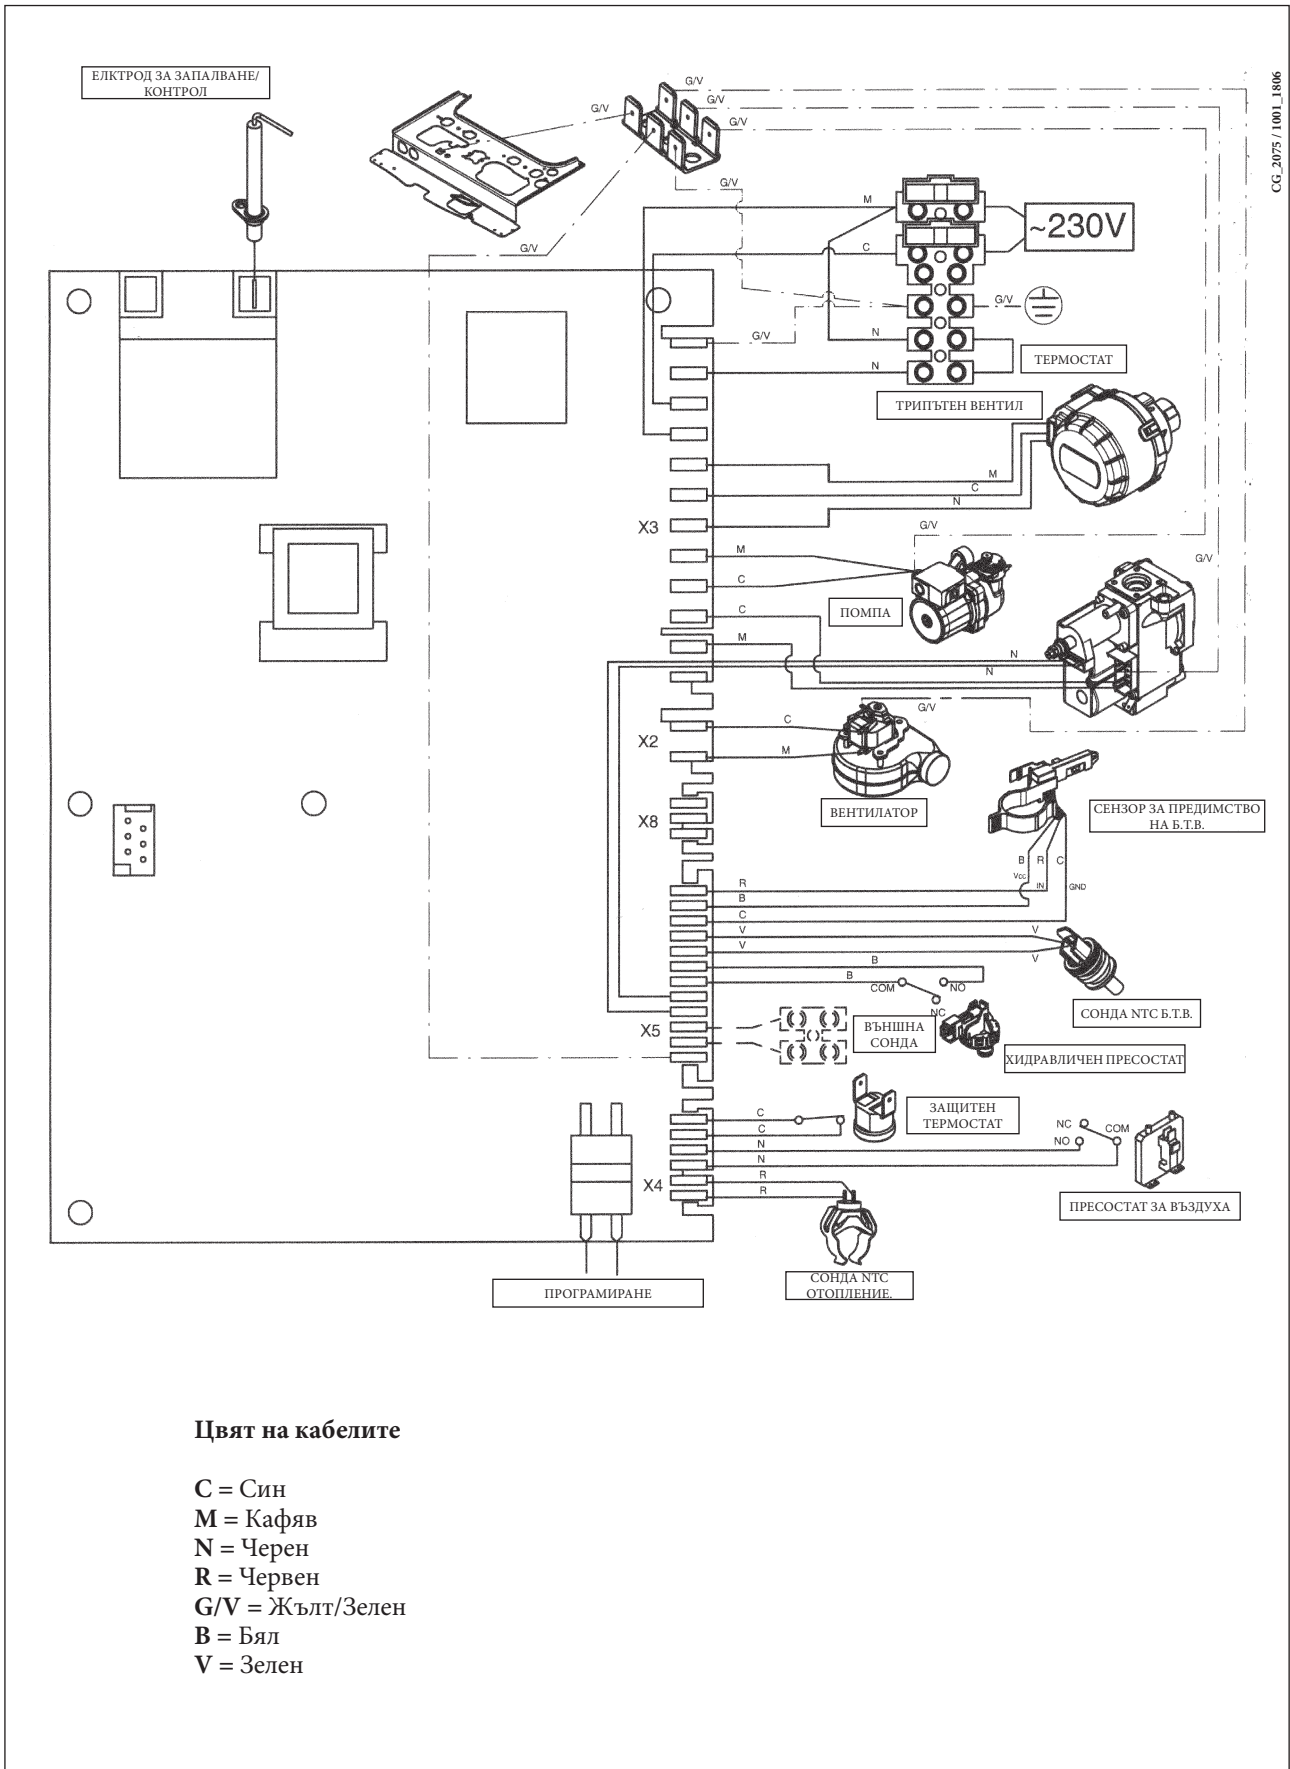 ЕЛКТРОД ЗА ЗАПАЛВАНЕ/
КОНТРОЛ
CG_2075 / 1001_1806
G/V
G/V
G/V
G/V
G/V
G/V
M
~230V
C
G/V
G/V
N
ТЕРМОСТАТ
N
ТРИПЪТЕН ВЕНТИЛ
M
C
N
X3
G/V
M
G/V
C
ПОМПА
C
M
N
N
G/V
C
X2
M
ВЕНТИЛАТОР
СЕНЗОР ЗА ПРЕДИМСТВО
НА Б.Т.В.
X8
B R C
Vcc
IN
GND
R
B
C
V
V
V
V
B
B
COM
NO
NC
X5
ВЪНШНА
СОНДА
СОНДА NTC Б.Т.В.
ХИДРАВЛИЧЕН ПРЕСОСТАТ
ЗАЩИТЕН
ТЕРМОСТАТ
C
C
N
N
NC
NO
COM
X4
R
R
ПРЕСОСТАТ ЗА ВЪЗДУХА
СОНДА NTC
ОТОПЛЕНИЕ.
ПРОГРАМИРАНЕ
Цвят на кабелите
C = Син
M = Кафяв
N = Черен
R = Червен
G/V = Жълт/Зелен
B = Бял
V = Зелен